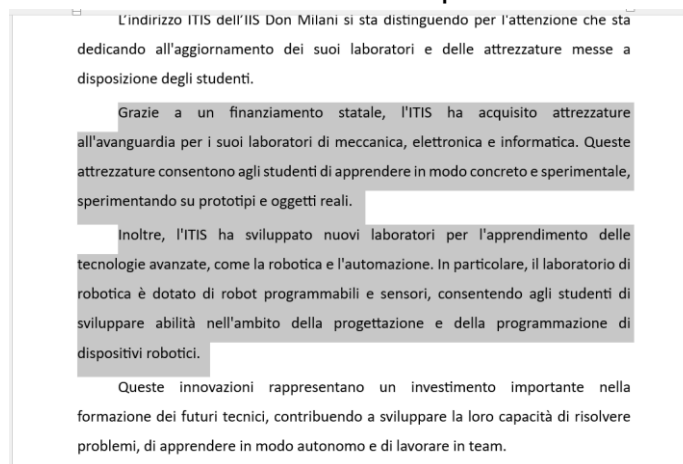 L'indirizzo ITIS dell'IIS Don Milani si sta distinguendo per l'attenzione che sta
dedicando all'aggiornamento dei suoi laboratori e delle attrezzature messe a
disposizione degli studenti.
Grazie a un finanziamento statale, l'ITIS ha acquisito attrezzature
all'avanguardia per i suoi laboratori di meccanica, elettronica e informatica. Queste
attrezzature consentono agli studenti di apprendere in modo concreto e sperimentale,
sperimentando su prototipi e oggetti reali.
Inoltre, l'ITIS ha sviluppato nuovi laboratori per l'apprendimento delle
tecnologie avanzate, come la robotica e l'automazione. In particolare, il laboratorio di
robotica è dotato di robot programmabili e sensori, consentendo agli studenti di
sviluppare abilità nell'ambito della progettazione e della programmazione di
dispositivi robotici.
Queste innovazioni rappresentano un investimento importante nella
formazione dei futuri tecnici, contribuendo a sviluppare la loro capacità di risolvere
problemi, di apprendere in modo autonomo e di lavorare in team.